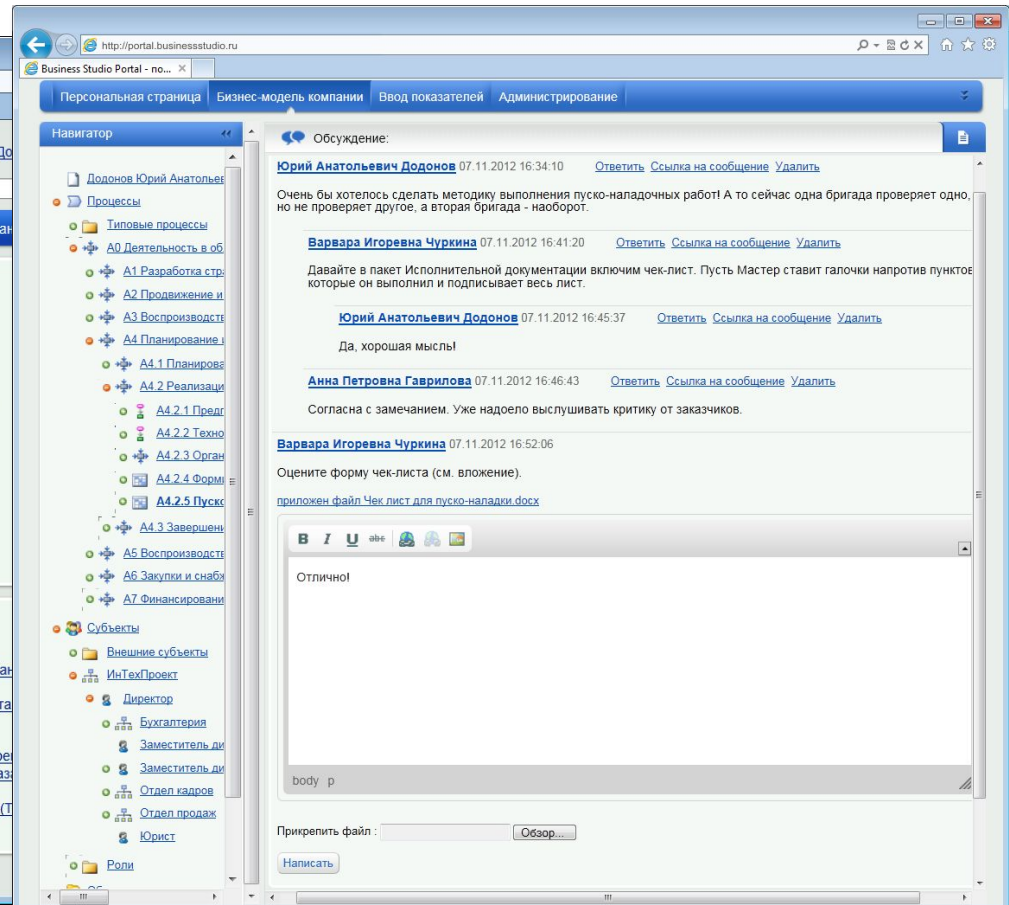 http://portal.businessstudio.ru
Business Studio Portal - по...
Персональная страница Бизнес-модель компании Ввод показателей Администрирование
Навигатор
Додонов Юрий Анатольев
Процессы
Типовые процессы
А0 Деятельность в об
А1 Разработка стра
А2 Продвижение и
А3 Воспроизводств
А4 Планирование и
А4.1 Планирова
А4.2 Реализаци
А4.2.1 Предп
А4.2.2 Техно
А4.2.3 Орган
А4.2.4 Форми
А4.2.5 Пуско
А4.3 Завершени
А5 Воспроизводств
А6 Закупки и снабж
А7 Финансировани
Субъекты
Внешние субъекты
ИнТехПроект
Директор
Бухгалтерия
Заместитель ди
Заместитель ди
Отдел кадров
Отдел продаж
Юрист
Роли
Обсуждение:
Юрий Анатольевич Додонов 07.11.2012 16:34:10 Ответить Ссылка на сообщение Удалить
Очень бы хотелось сделать методику выполнения пуско-наладочных работ! А то сейчас одна бригада проверяет одно,
но не проверяет другое, а вторая бригада - наоборот.
Варвара Игоревна Чуркина 07.11.2012 16:41:20 Ответить Ссылка на сообщение Удалить
Давайте в пакет Исполнительной документации включим чек-лист. Пусть Мастер ставит галочки напротив пунктов
которые он выполнил и подписывает весь лист.
Юрий Анатольевич Додонов 07.11.2012 16:45:37 Ответить Ссылка на сообщение Удалить
Да, хорошая мысль!
Анна Петровна Гаврилова 07.11.2012 16:46:43 Ответить Ссылка на сообщение Удалить
Согласна с замечанием. Уже надоело выслушивать критику от заказчиков.
Варвара Игоревна Чуркина 07.11.2012 16:52:06
Оцените форму чек-листа (см. вложение).
приложен файл Чек лист для пуско-наладки.docx
B I U abc
Отлично!
body p
Прикрепить файл : Обзор...
Написать